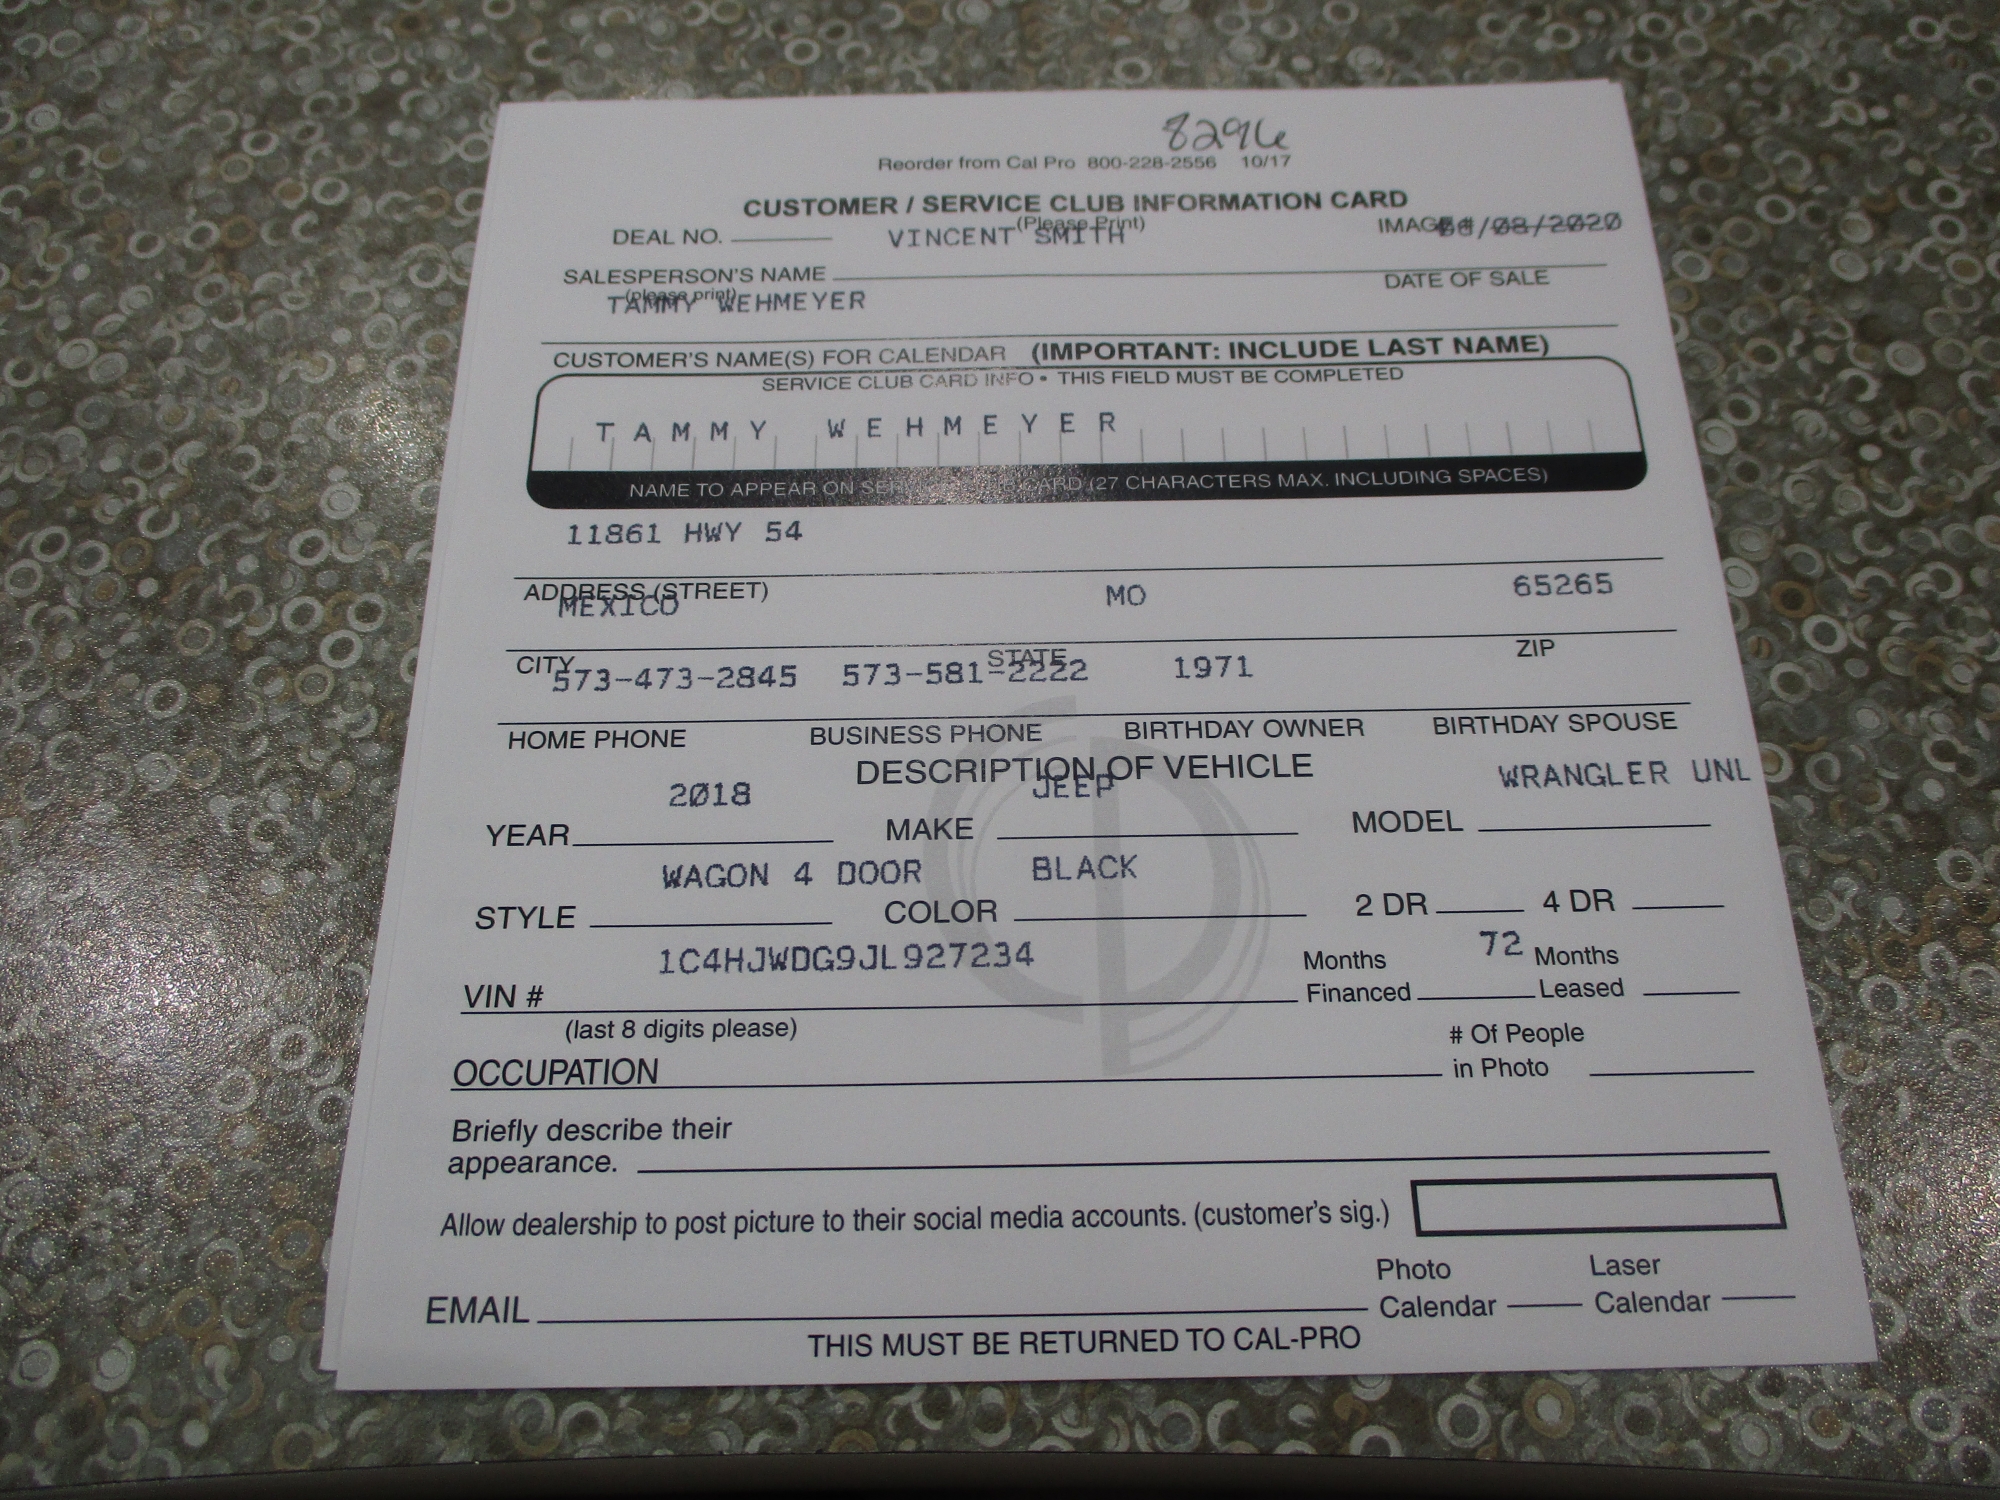 8296
Reorder from Cal Pro 800-228-2556 10/17
CUSTOMER / SERVICE CLUB INFORMATION CARD
(Please Print)
DEAL NO. VINCENT SMITH IMAGE # /08/2020
SALESPERSON'S NAME DATE OF SALE
(please print)
TAMMY WEHMEYER
CUSTOMER'S NAME(S) FOR CALENDAR (IMPORTANT: INCLUDE LAST NAME)
SERVICE CLUB CARD INFO • THIS FIELD MUST BE COMPLETED
TAMMY WEHMEYER
NAME TO APPEAR ON SERVICE CLUB CARD (27 CHARACTERS MAX. INCLUDING SPACES)
11861 HWY 54
ADDRESS (STREET)
MEXICO MO 65265
CITY STATE ZIP
573-473-2845 573-581-2222 1971
HOME PHONE BUSINESS PHONE BIRTHDAY OWNER BIRTHDAY SPOUSE
DESCRIPTION OF VEHICLE
2018 JEEP WRANGLER UNL
YEAR MAKE MODEL
WAGON 4 DOOR BLACK
STYLE COLOR 2 DR 4 DR
1C4HJWDG9JL927234 Months 72 Months
VIN # Financed Leased
(last 8 digits please) # Of People
OCCUPATION in Photo
Briefly describe their
appearance.
Allow dealership to post picture to their social media accounts. (customer's sig.)
Photo Laser
EMAIL Calendar Calendar
THIS MUST BE RETURNED TO CAL-PRO